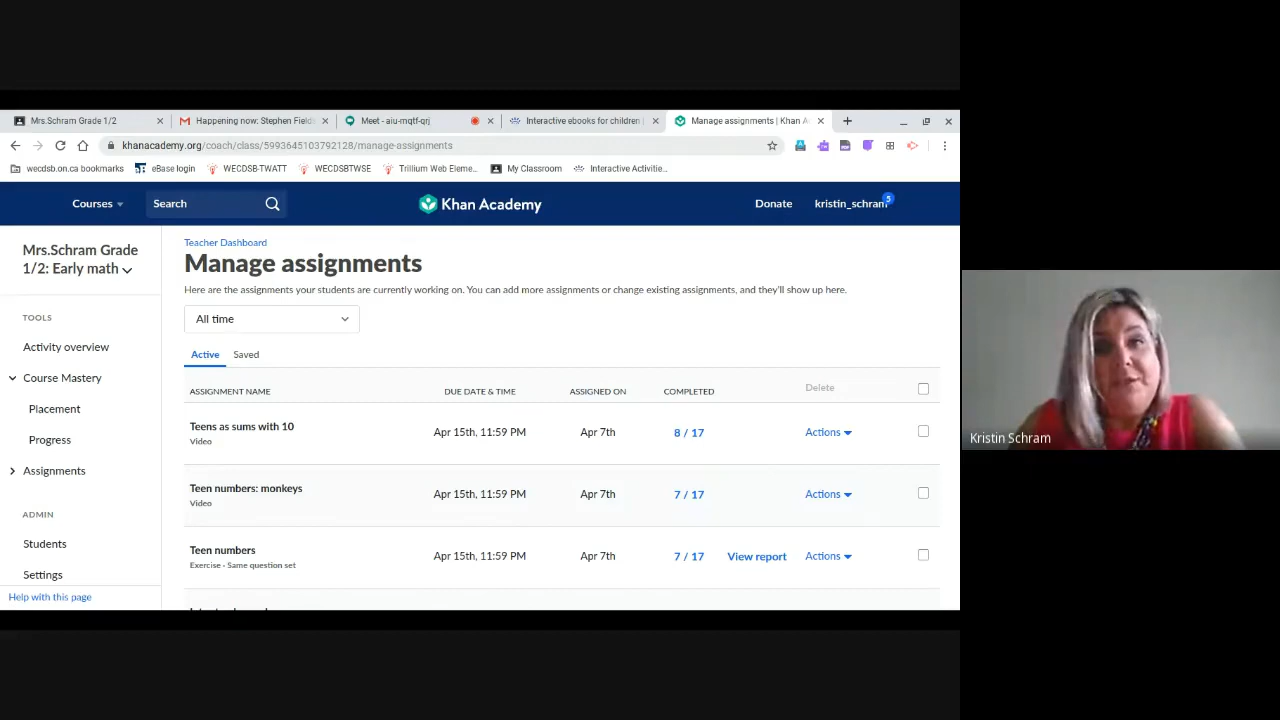 Mrs.Schram Grade 1/2
Happening now: Stephen Field
Meet - aiu-mqtf-qrj
Interactive ebooks for children
Manage assignments | Khan A
khanacademy.org/coach/class/5993645103792128/manage-assignments
wecdsb.on.ca bookmarks
eBase login
WECDSB-TWATT
WECDSBTWSE
Trillium Web Eleme...
My Classroom
Interactive Activitie...
Courses
Search
Khan Academy
Donate
kristin_schram
5
Mrs.Schram Grade
1/2: Early math
TOOLS
Activity overview
Course Mastery
Placement
Progress
Assignments
ADMIN
Students
Settings
Help with this page
Teacher Dashboard
Manage assignments
Here are the assignments your students are currently working on. You can add more assignments or change existing assignments, and they'll show up here.
All time
Active Saved
ASSIGNMENT NAME DUE DATE & TIME ASSIGNED ON COMPLETED Delete
Teens as sums with 10
Video
Apr 15th, 11:59 PM Apr 7th 8 / 17 Actions
Teen numbers: monkeys
Video
Apr 15th, 11:59 PM Apr 7th 7 / 17 Actions
Teen numbers
Exercise • Same question set
Apr 15th, 11:59 PM Apr 7th 7 / 17 View report Actions
Kristin Schram